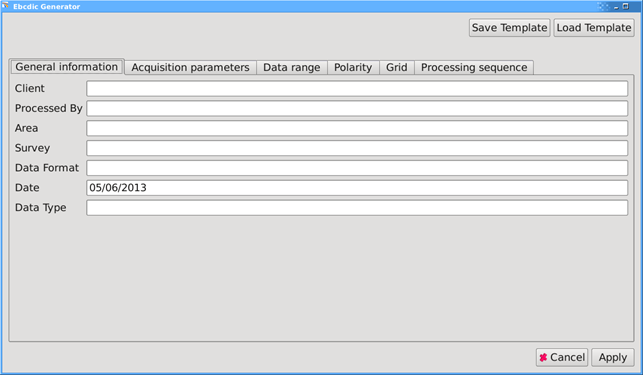 Ebcdic Generator
Save Template Load Template
General information Acquisition parameters Data range Polarity Grid Processing sequence
Client
Processed By
Area
Survey
Data Format
Date 05/06/2013
Data Type
Cancel Apply